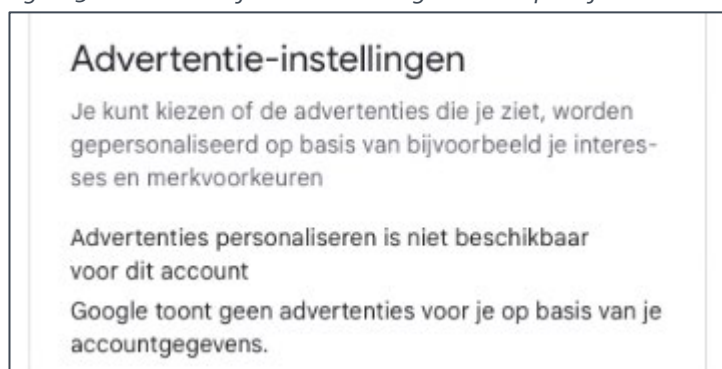 Advertentie-instellingen
Je kunt kiezen of de advertenties die je ziet, worden
gepersonaliseerd op basis van bijvoorbeeld je interes-
ses en merkvoorkeuren
Advertenties personaliseren is niet beschikbaar
voor dit account
Google toont geen advertenties voor je op basis van je
accountgegevens.